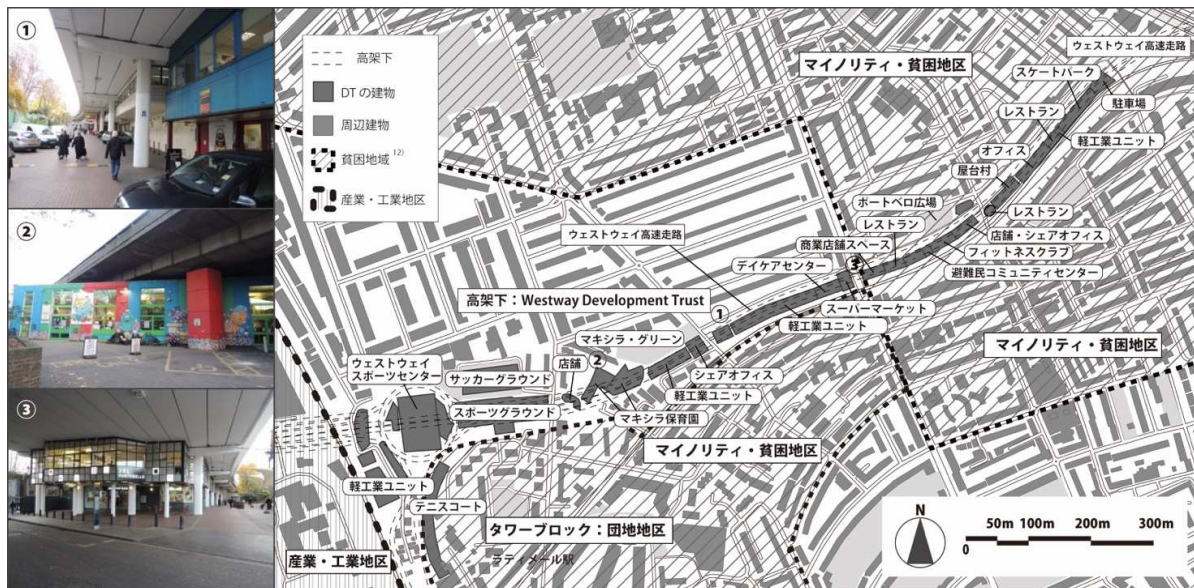 ①
②
③
高架下
DTの建物
周辺建物
貧困地域 12)
産業・工業地区
マイノリティ・貧困地区
ウェストウェイ高速走路
スケートパーク
駐車場
レストラン
軽工業ユニット
オフィス
屋台村
ポートベロ広場
レストラン
レストラン
店舗・シェアオフィス
商業店舗スペース
フィットネスクラブ
デイケアセンター
③
避難民コミュニティセンター
ウェストウェイ高速走路
スーパーマーケット
高架下：Westway Development Trust
①
軽工業ユニット
マキシラ・グリーン
マイノリティ・貧困地区
ウェストウェイ
スポーツセンター
サッカーグラウンド
店舗
②
シェアオフィス
軽工業ユニット
スポーツグラウンド
マキシラ保育園
マイノリティ・貧困地区
軽工業ユニット
テニスコート
タワーブロック：団地地区
ラティメール駅
産業・工業地区
N
50m 100m 200m 300m
0